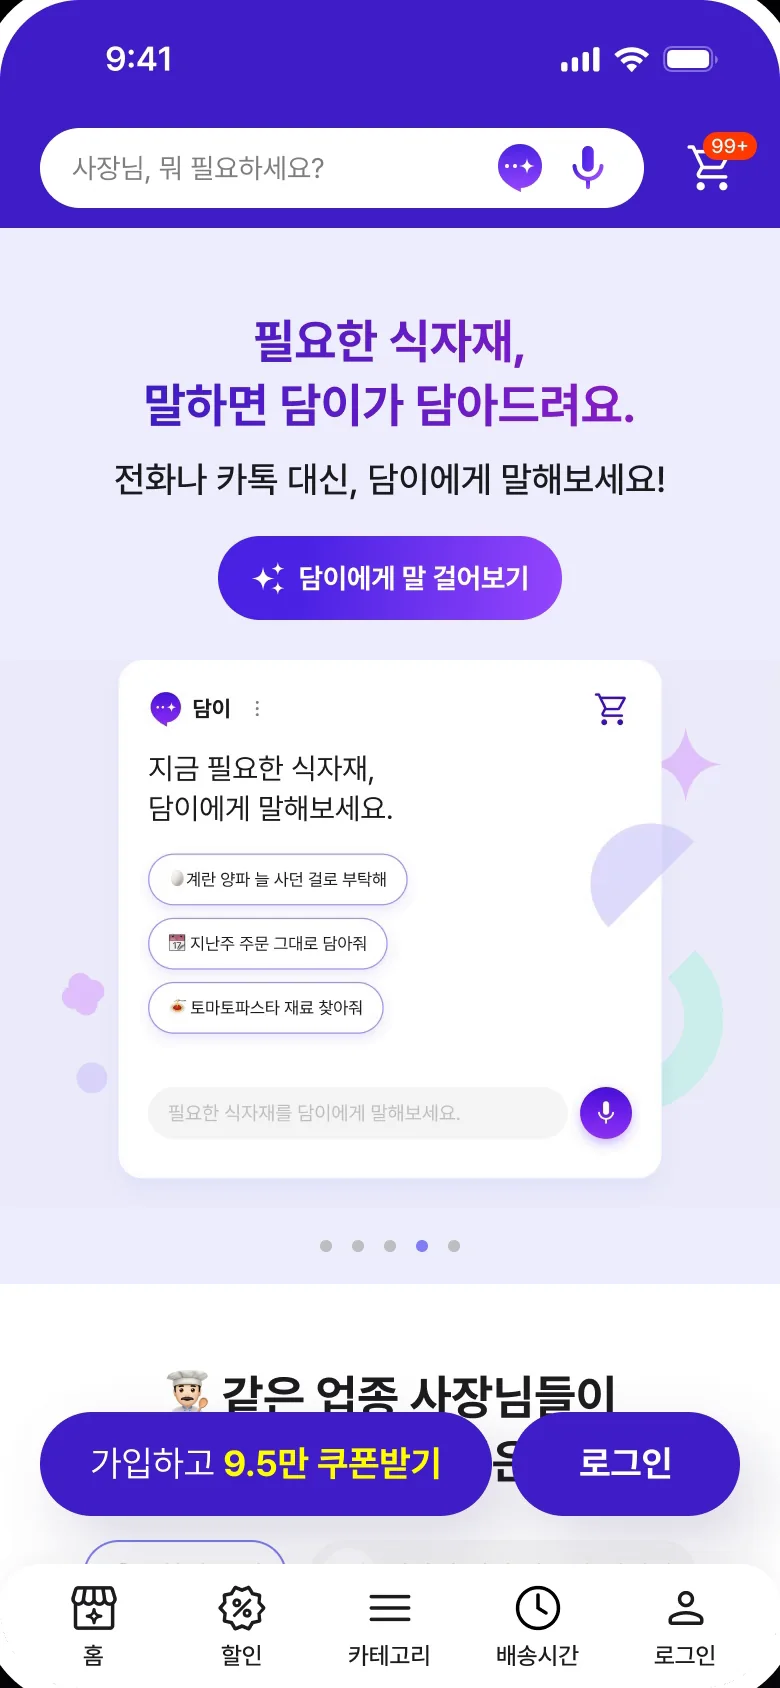 9:41
사장님, 뭐 필요하세요?
99+
필요한 식자재,
말하면 담이가 담아드려요.
전화나 카톡 대신, 담이에게 말해보세요!
담이에게 말 걸어보기
담이
지금 필요한 식자재,
담이에게 말해보세요.
계란 양파 늘 사던 걸로 부탁해
지난주 주문 그대로 담아줘
토마토파스타 재료 찾아줘
필요한 식자재를 담이에게 말해보세요.
같은 업종 사장님들이
가입하고 9.5만 쿠폰받기
로그인
홈
할인
카테고리
배송시간
로그인